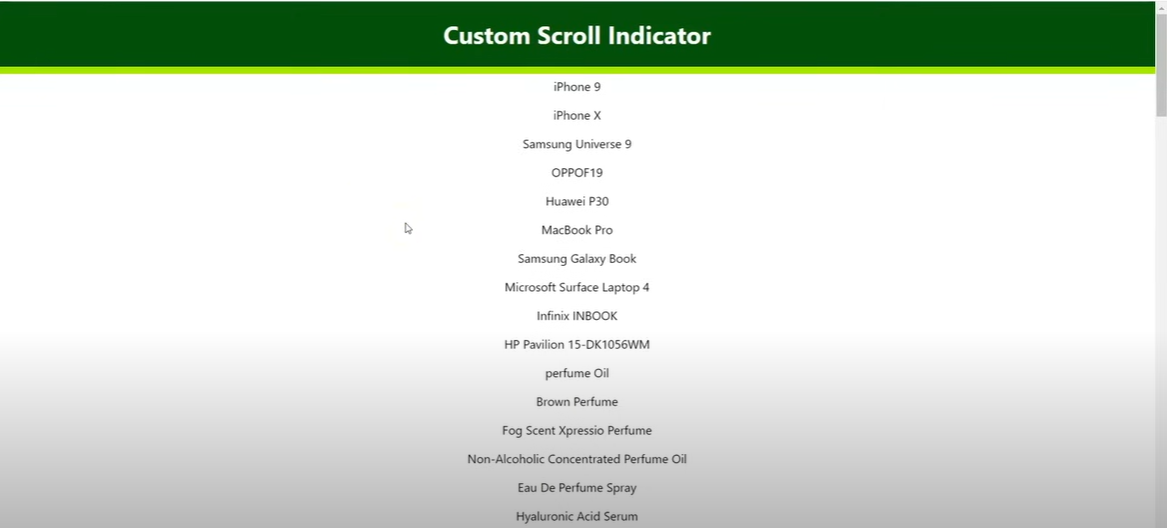 Custom Scroll Indicator
iPhone 9
iPhone X
Samsung Universe 9
OPPOF19
Huawei P30
MacBook Pro
Samsung Galaxy Book
Microsoft Surface Laptop 4
Infinix INBOOK
HP Pavilion 15-DK1056WM
perfume Oil
Brown Perfume
Fog Scent Xpressio Perfume
Non-Alcoholic Concentrated Perfume Oil
Eau De Perfume Spray
Hyaluronic Acid Serum